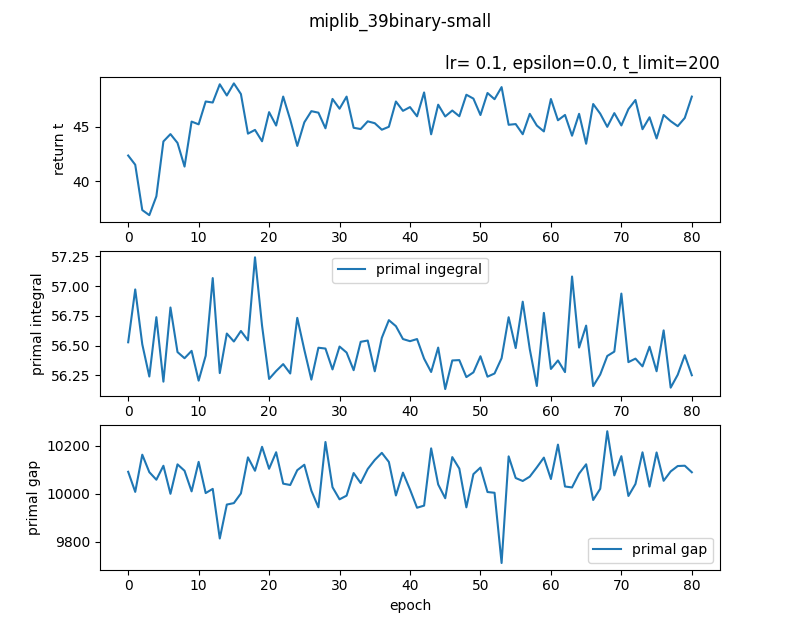 miplib_39binary-small
lr= 0.1, epsilon=0.0, t_limit=200
return t
45
40
0 10 20 30 40 50 60 70 80
primal integral
57.25
57.00
56.75
56.50
56.25
primal ingegral
0 10 20 30 40 50 60 70 80
primal gap
10200
10000
9800
primal gap
0 10 20 30 40 50 60 70 80
epoch